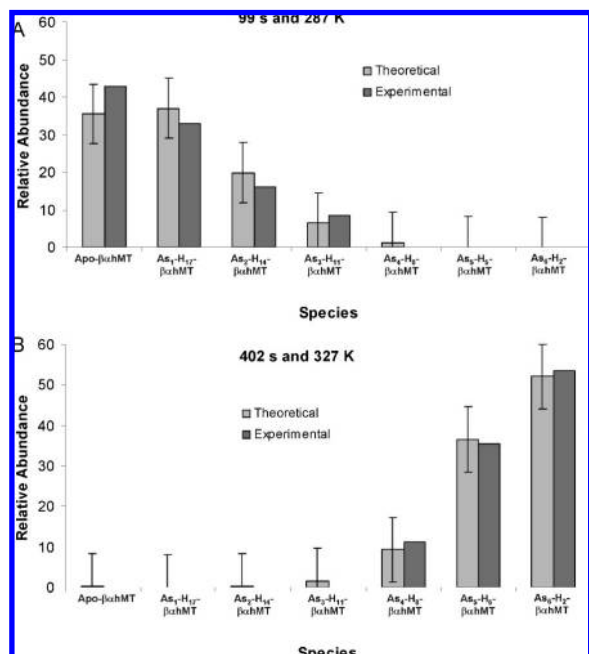 A
99 s and 287 K
60
50
40
30
20
10
0
Relative Abundance
Theoretical
Experimental
Apo-βαhMT As₁-H₁₇- As₂-H₁₄- As₃-H₁₁- As₄-H₈- As₅-H₅- As₆-H₂-
βαhMT βαhMT βαhMT βαhMT βαhMT βαhMT
Species
B
402 s and 327 K
60
50
40
30
20
10
0
Relative Abundance
Theoretical
Experimental
Apo-βαhMT As₁-H₁₇- As₂-H₁₄- As₃-H₁₁- As₄-H₈- As₅-H₅- As₆-H₂-
βαhMT βαhMT βαhMT βαhMT βαhMT βαhMT
Species